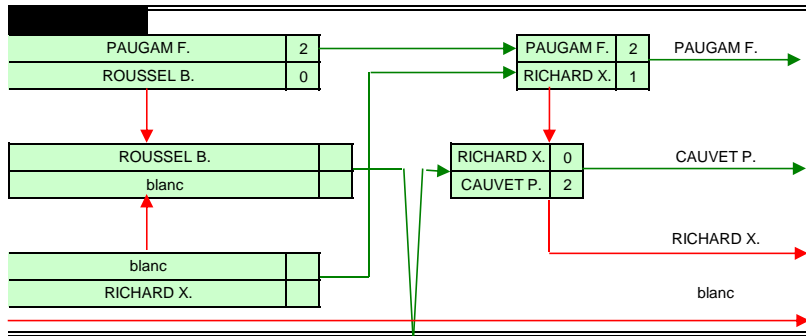 PAUGAM F. 2 PAUGAM F. 2 PAUGAM F.
ROUSSEL B. 0 RICHARD X. 1
ROUSSEL B. RICHARD X. 0 CAUVET P.
blanc CAUVET P. 2
RICHARD X.
blanc
RICHARD X. blanc